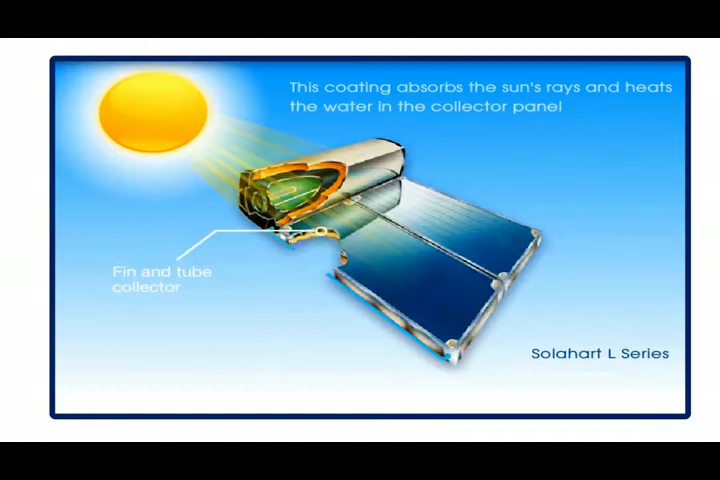 This coating absorbs the sun's rays and heats
the water in the collector panel
Fin and tube
collector
Solahart L Series